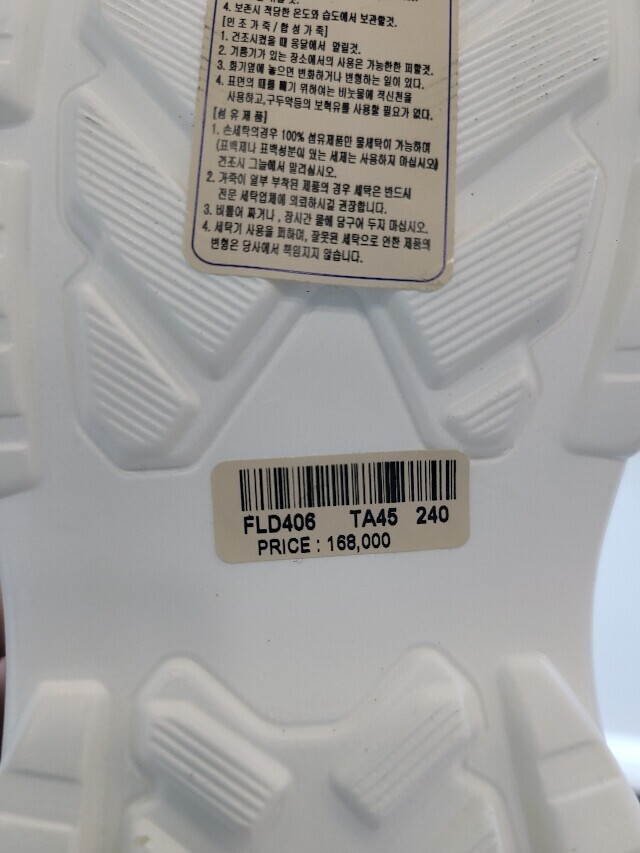 4. 보존시 적당한 온도와 습도에서 보관할것.
[인 조 가 죽 / 합 성 가 죽]
1. 건조시켰을 때 응달에서 말릴것.
2. 기름기가 있는 장소에서의 사용은 가능한한 피할것.
3. 화기옆에 놓으면 변화하거나 변형하는 일이 있다.
4. 표면의 때를 빼기 위하여는 비눗물에 적신천을
사용하고,구두약등의 보혁유를 사용할 필요가 없다.
[섬 유 제 품]
1. 손세탁의경우 100% 섬유제품만 물세탁이 가능하며
(표백제나 표백성분이 있는 세제는 사용하지 마십시오)
건조시 그늘에서 말리십시오.
2. 가죽이 일부 부착된 제품의 경우 세탁은 반드시
전문 세탁업체에 의뢰하시길 권장합니다.
3. 비틀어 짜거나 , 장시간 물에 담구어 두지 마십시오.
4. 세탁기 사용을 피하여, 잘못된 세탁으로 인한 제품의
변형은 당사에서 책임지지 않습니다.
FLD406 TA45 240
PRICE : 168,000